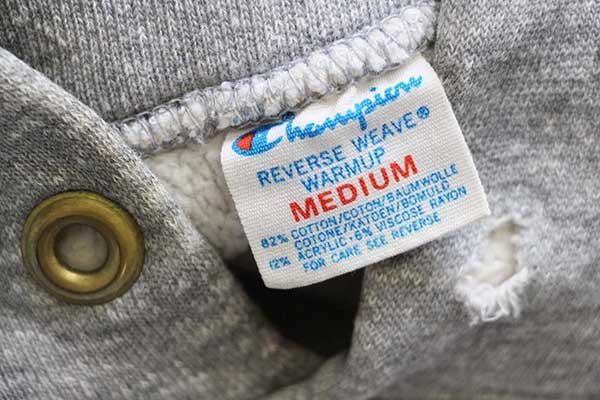 Champion
REVERSE WEAVE®
WARMUP
MEDIUM
82% COTTON/COTON/BAUMWOLLE
COTONE/KATOEN/BOMULD
12% ACRYLIC·6% VISCOSE RAYON
FOR CARE SEE REVERSE